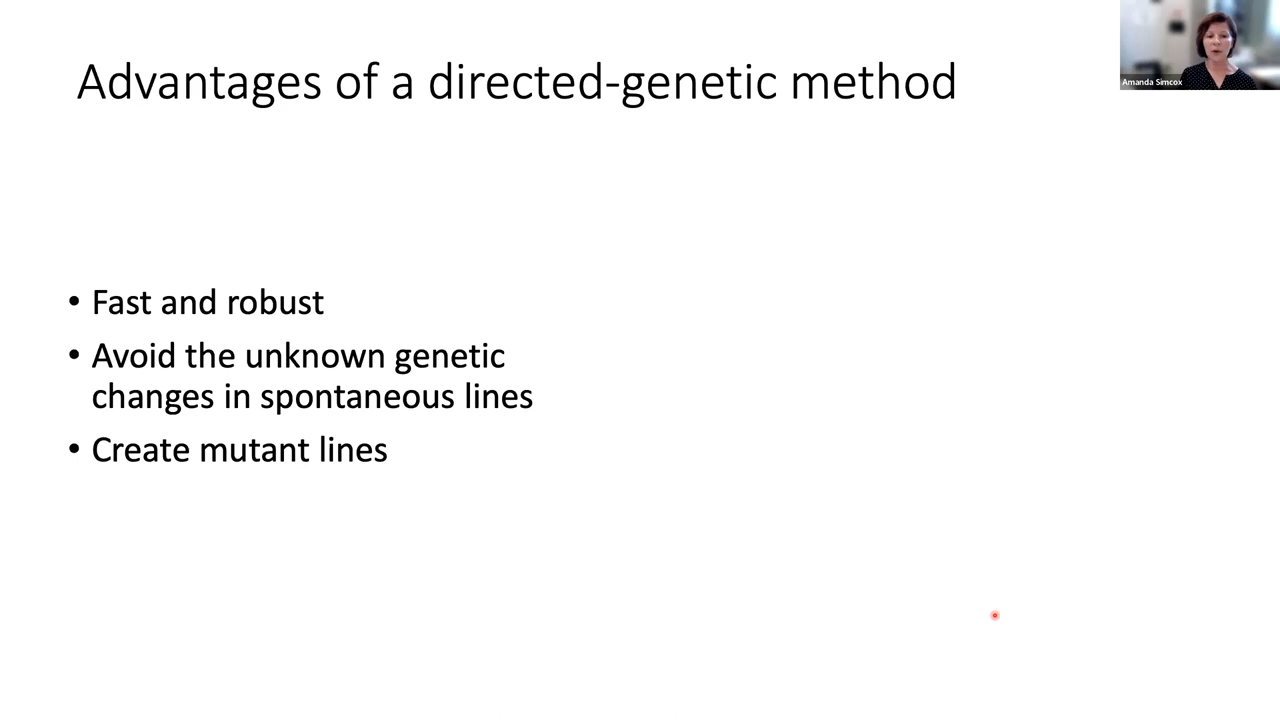 Advantages of a directed-genetic method
Amanda Simcox
• Fast and robust
• Avoid the unknown genetic
changes in spontaneous lines
• Create mutant lines